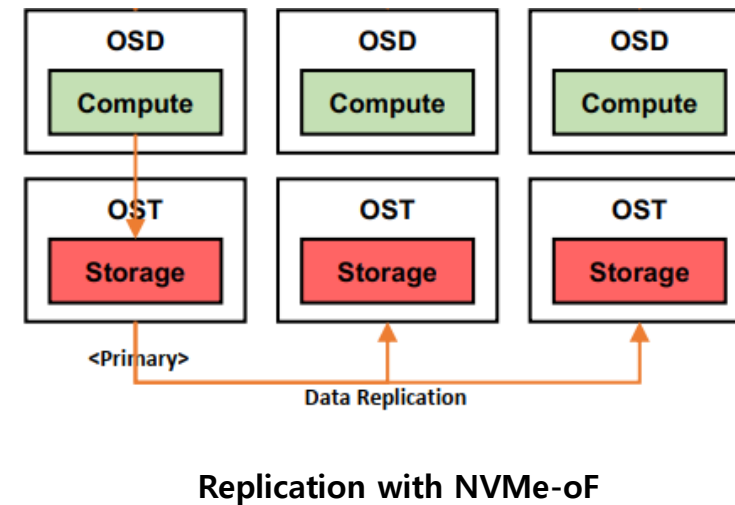 OSD OSD OSD
Compute Compute Compute
OST OST OST
Storage Storage Storage
<Primary>
Data Replication
Replication with NVMe-oF